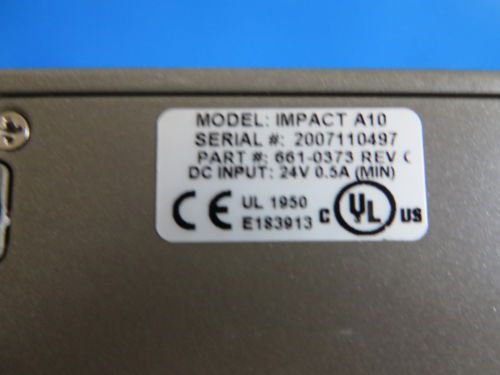 MODEL: IMPACT A10
SERIAL #: 2007110497
PART #: 661-0373 REV C
DC INPUT: 24V 0.5A (MIN)
CE UL 1950
E183913 C UL US